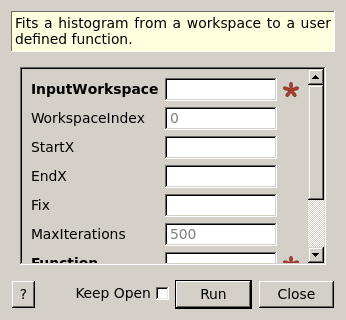 Fits a histogram from a workspace to a user
defined function.
InputWorkspace
WorkspaceIndex 0
StartX
EndX
Fix
MaxIterations 500
Function
? Keep Open Run Close